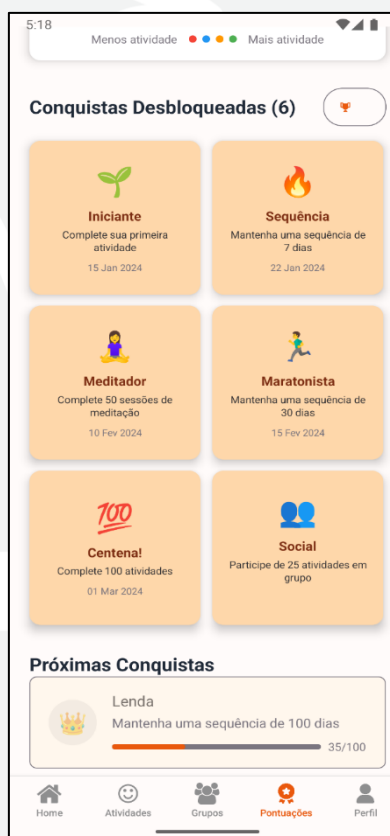 5:18
Menos atividade Mais atividade
Conquistas Desbloqueadas (6)
Iniciante
Complete sua primeira
atividade
15 Jan 2024
Sequência
Mantenha uma sequência de
7 dias
22 Jan 2024
Meditador
Complete 50 sessões de
meditação
10 Fev 2024
Maratonista
Mantenha uma sequência de
30 dias
15 Fev 2024
100
Centena!
Complete 100 atividades
01 Mar 2024
Social
Participe de 25 atividades em
grupo
Próximas Conquistas
Lenda
Mantenha uma sequência de 100 dias
35/100
Home Atividades Grupos Pontuações Perfil